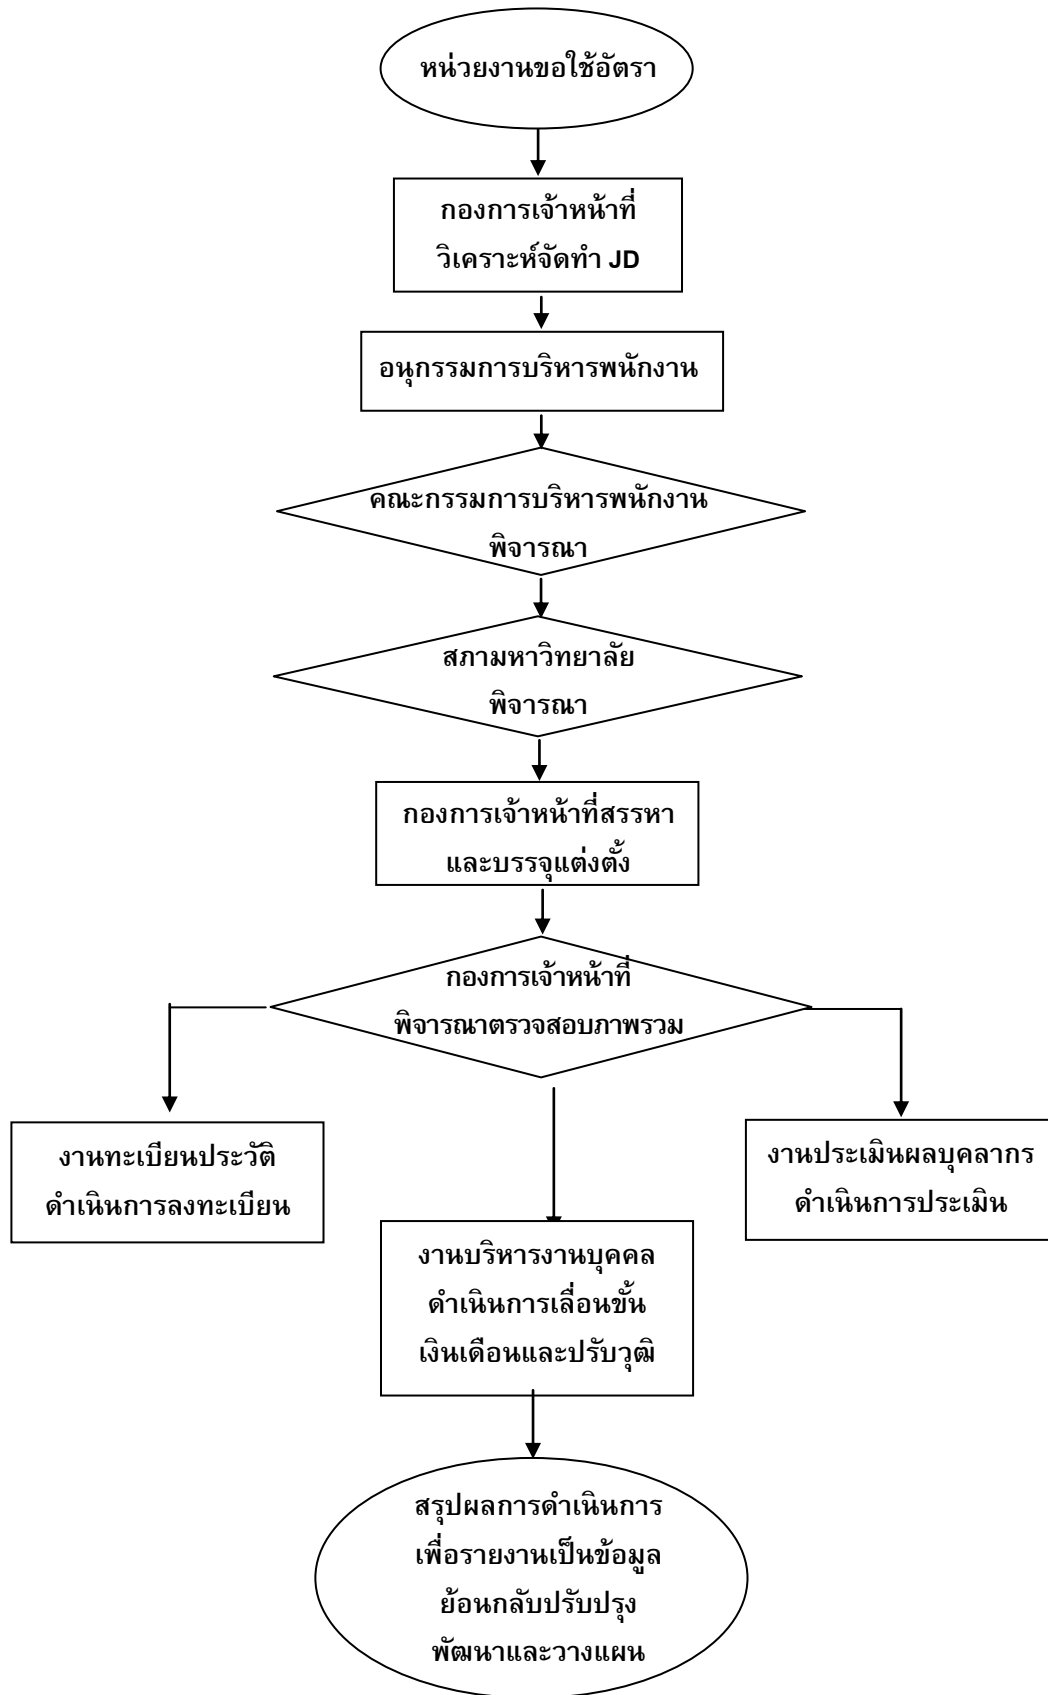 หน่วยงานขอใช้อัตรา
กองการเจ้าหน้าที่
วิเคราะห์จัดทำ JD
อนุกรรมการบริหารพนักงาน
คณะกรรมการบริหารพนักงาน
พิจารณา
สภามหาวิทยาลัย
พิจารณา
กองการเจ้าหน้าที่สรรหา
และบรรจุแต่งตั้ง
กองการเจ้าหน้าที่
พิจารณาตรวจสอบภาพรวม
งานทะเบียนประวัติ
ดำเนินการลงทะเบียน
งานประเมินผลบุคลากร
ดำเนินการประเมิน
งานบริหารงานบุคคล
ดำเนินการเลื่อนขั้น
เงินเดือนและปรับวุฒิ
สรุปผลการดำเนินการ
เพื่อรายงานเป็นข้อมูล
ย้อนกลับปรับปรุง
พัฒนาและวางแผน